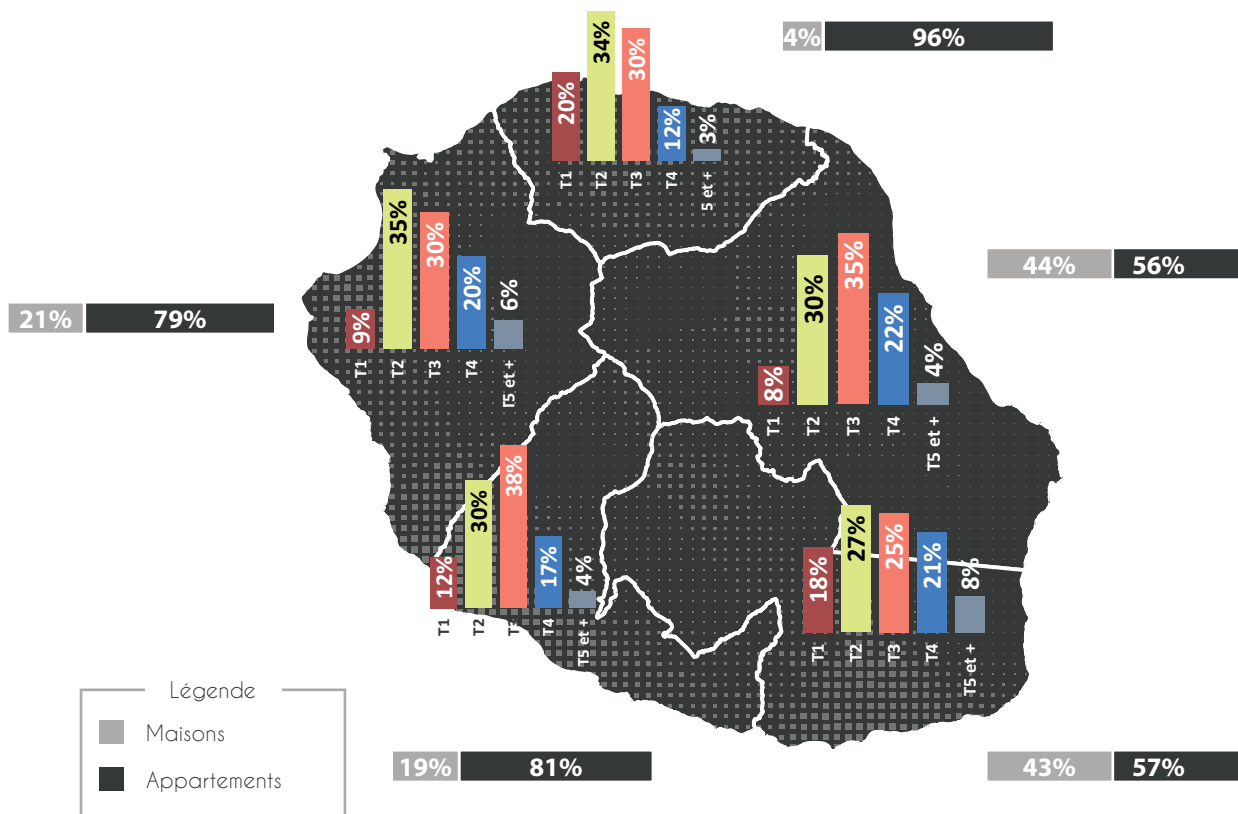 4% 96%
20% 34% 30% 12% 3%
T1 T2 T3 T4 5 et +
9% 35% 30% 20% 6%
T1 T2 T3 T4 T5 et +
44% 56%
8% 30% 35% 22% 4%
T1 T2 T3 T4 T5 et +
21% 79%
12% 30% 38% 17% 4%
T1 T2 T3 T4 T5 et +
18% 27% 25% 21% 8%
T1 T2 T3 T4 T5 et +
Légende
Maisons
Appartements
19% 81%
43% 57%